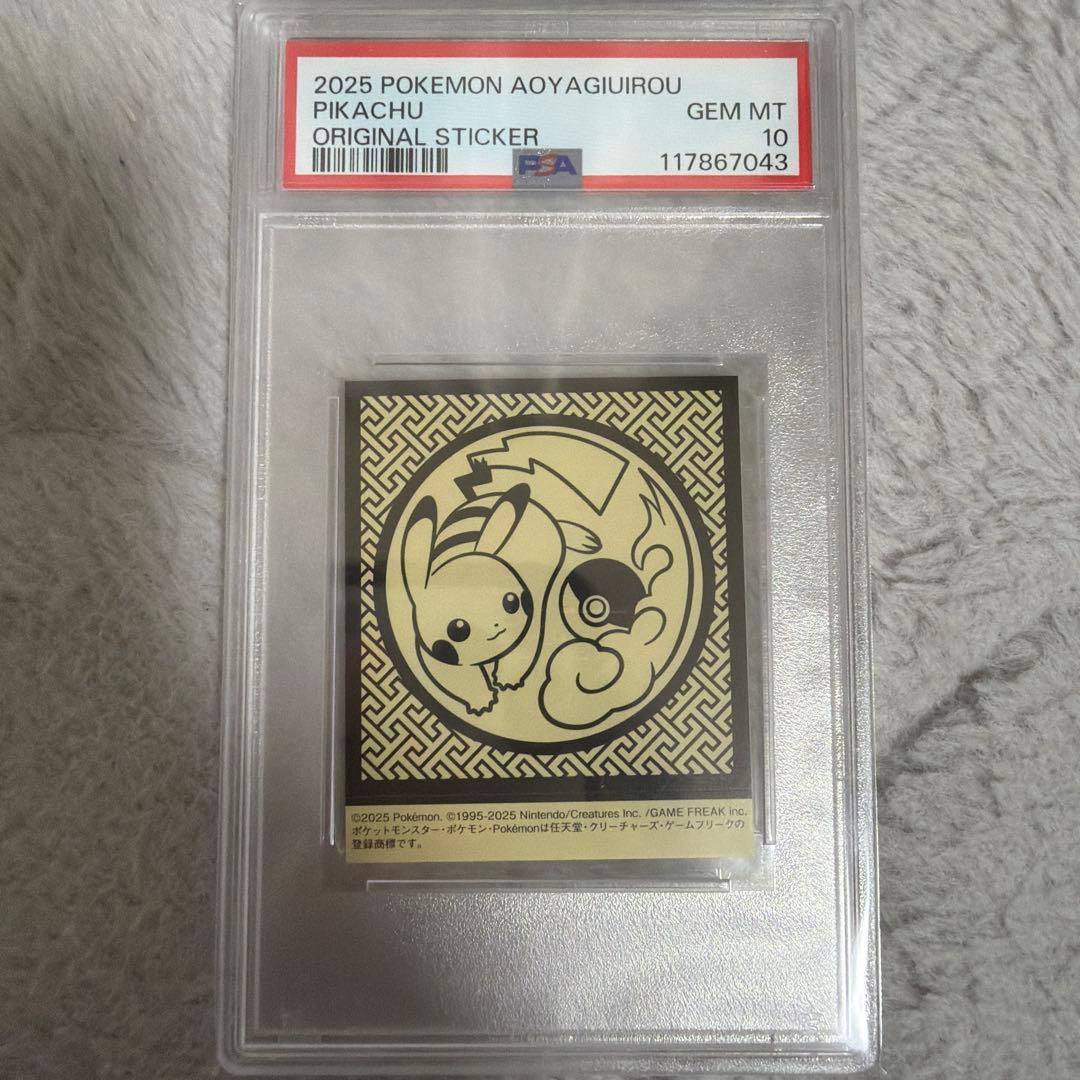 2025 POKEMON AOYAGIUIROU
PIKACHU GEM MT
ORIGINAL STICKER 10
PSA 117867043
©2025 Pokémon. ©1995-2025 Nintendo/Creatures Inc. /GAME FREAK inc.
ポケットモンスター・ポケモン・Pokémonは任天堂・クリーチャーズ・ゲームフリークの
登録商標です。